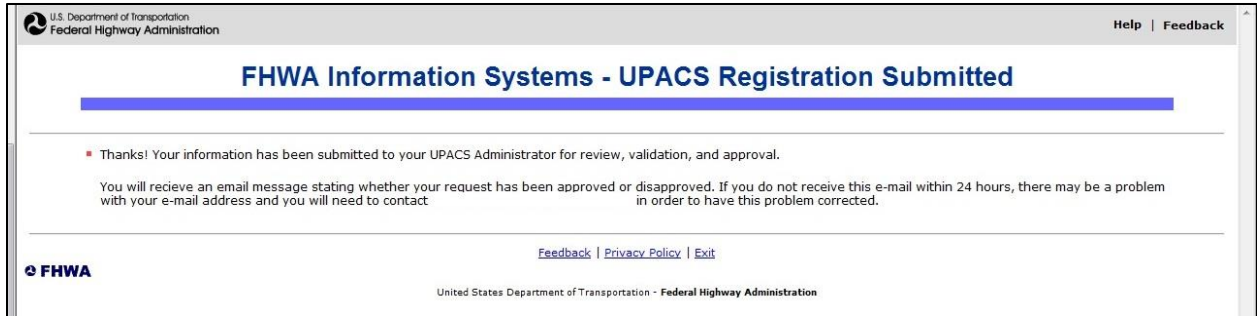 U.S. Department of Transportation
Federal Highway Administration
Help | Feedback
FHWA Information Systems - UPACS Registration Submitted
Thanks! Your information has been submitted to your UPACS Administrator for review, validation, and approval.
You will recieve an email message stating whether your request has been approved or disapproved. If you do not receive this e-mail within 24 hours, there may be a problem
with your e-mail address and you will need to contact in order to have this problem corrected.
Feedback | Privacy Policy | Exit
FHWA
United States Department of Transportation - Federal Highway Administration